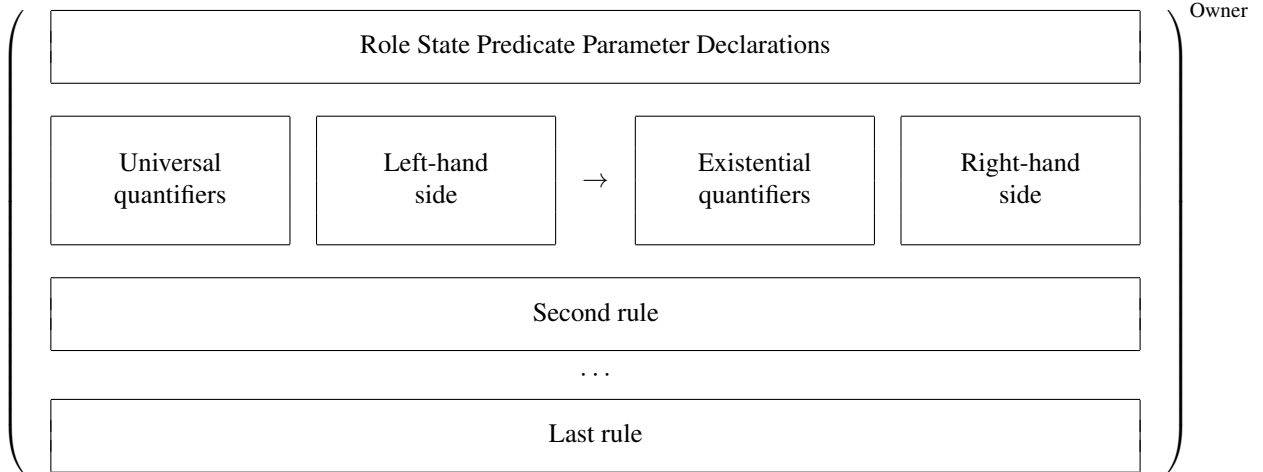 Owner
Role State Predicate Parameter Declarations
Universal quantifiers
Left-hand side
→
Existential quantifiers
Right-hand side
Second rule
...
Last rule